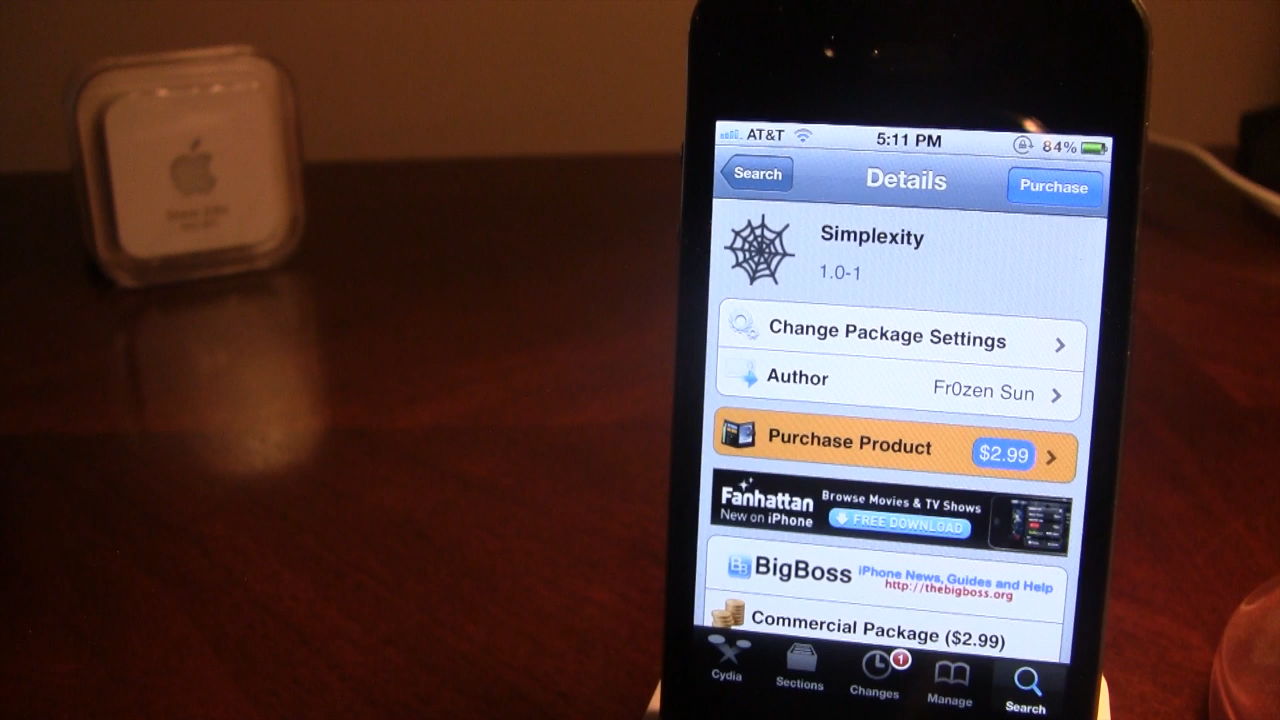 AT&T 5:11 PM 84%
Search Details Purchase
Simplexity
1.0-1
Change Package Settings
Author Fr0zen Sun
Purchase Product $2.99
Fanhattan Browse Movies & TV Shows
New on iPhone FREE DOWNLOAD
BigBoss iPhone News, Guides and Help
http://thebigboss.org
Commercial Package ($2.99)
1
Cydia Sections Changes Manage Search